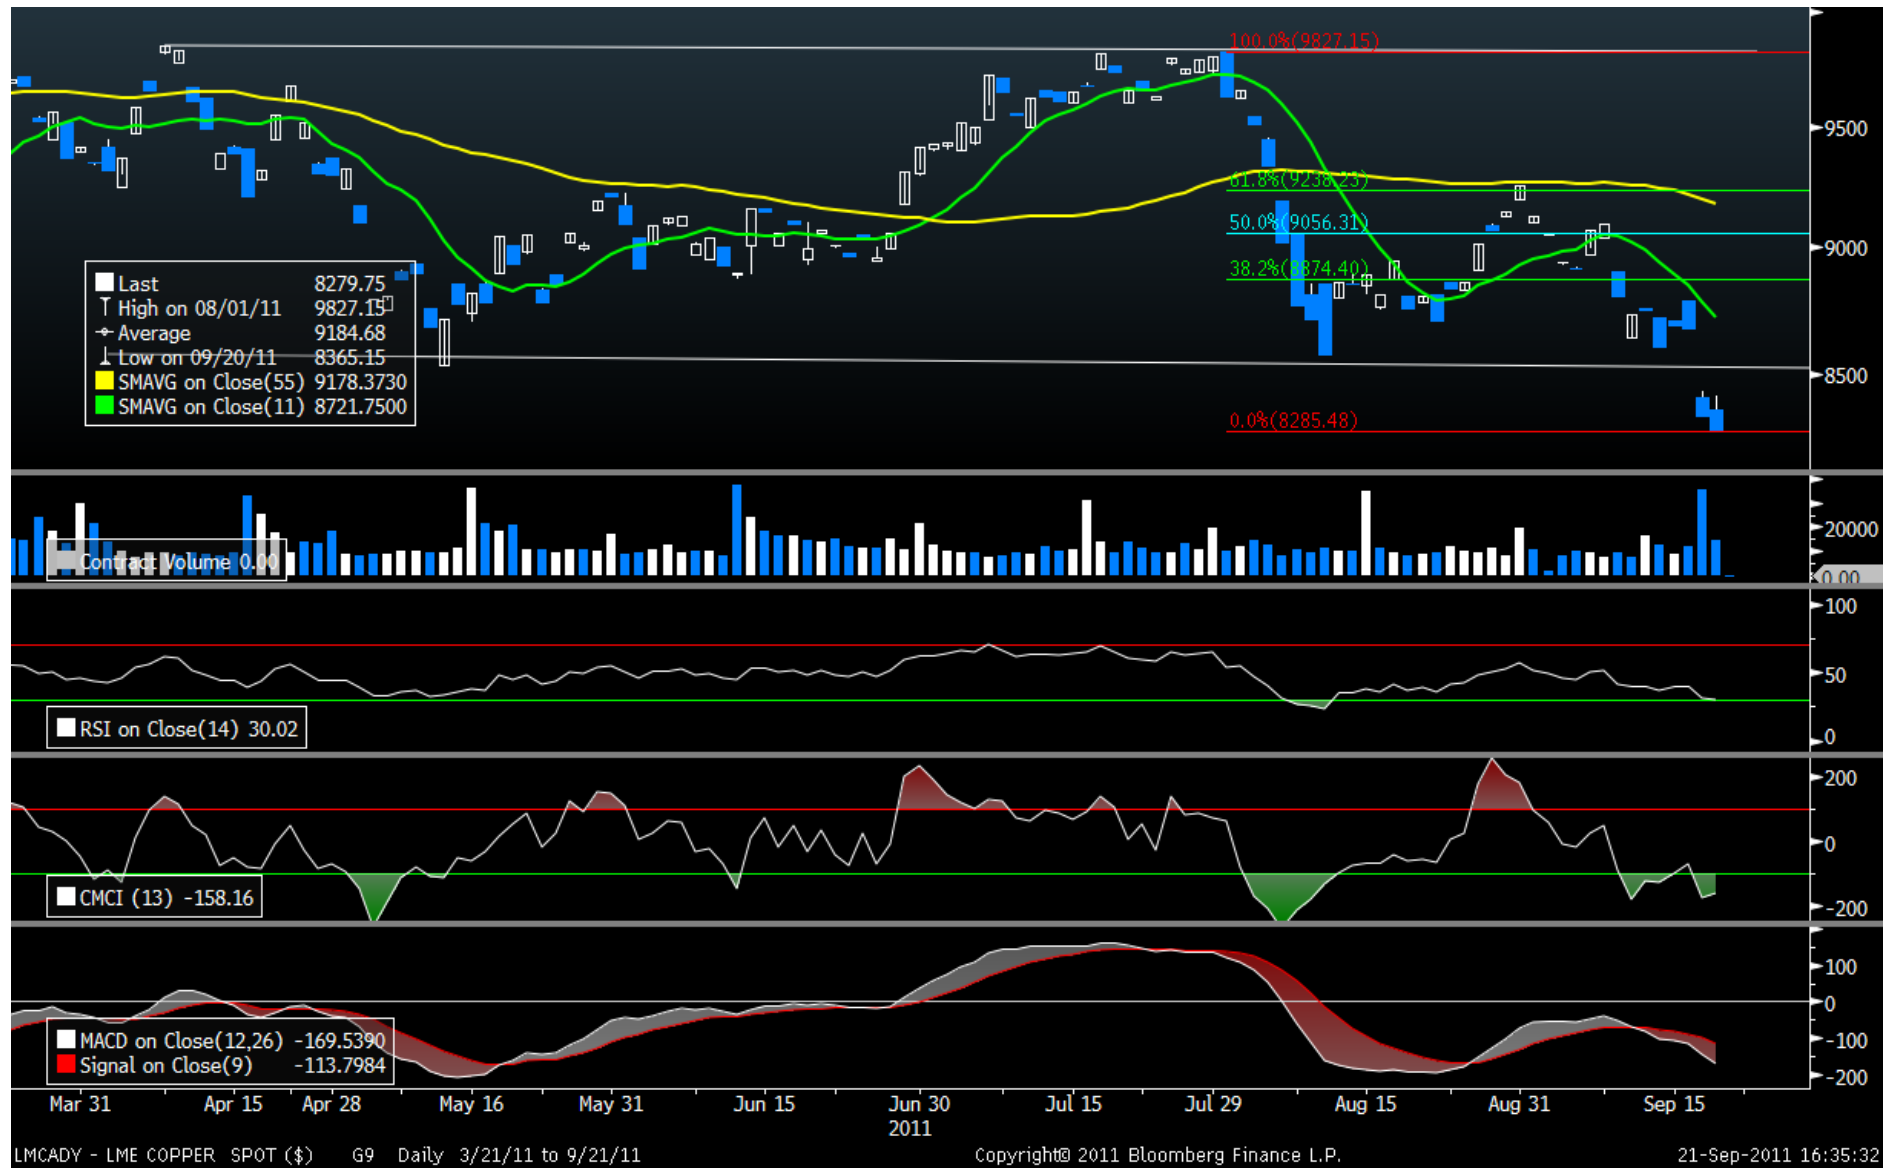 100.0%(9827.15)
9500
61.8%(9238.23)
50.0%(9056.31)
9000
38.2%(8874.40)
Last 8279.75
High on 08/01/11 9827.15
Average 9184.68
Low on 09/20/11 8365.15
SMAVG on Close(55) 9178.3730
SMAVG on Close(11) 8721.7500
8500
0.0%(8285.48)
20000
Contract Volume 0.00
0.00
100
50
RSI on Close(14) 30.02
0
200
0
CMCI (13) -158.16
-200
100
0
MACD on Close(12,26) -169.5390
Signal on Close(9) -113.7984
-100
-200
Mar 31 Apr 15 Apr 28 May 16 May 31 Jun 15 Jun 30 Jul 15 Jul 29 Aug 15 Aug 31 Sep 15
2011
LMCADY - LME COPPER SPOT ($) G9 Daily 3/21/11 to 9/21/11 Copyright© 2011 Bloomberg Finance L.P. 21-Sep-2011 16:35:32